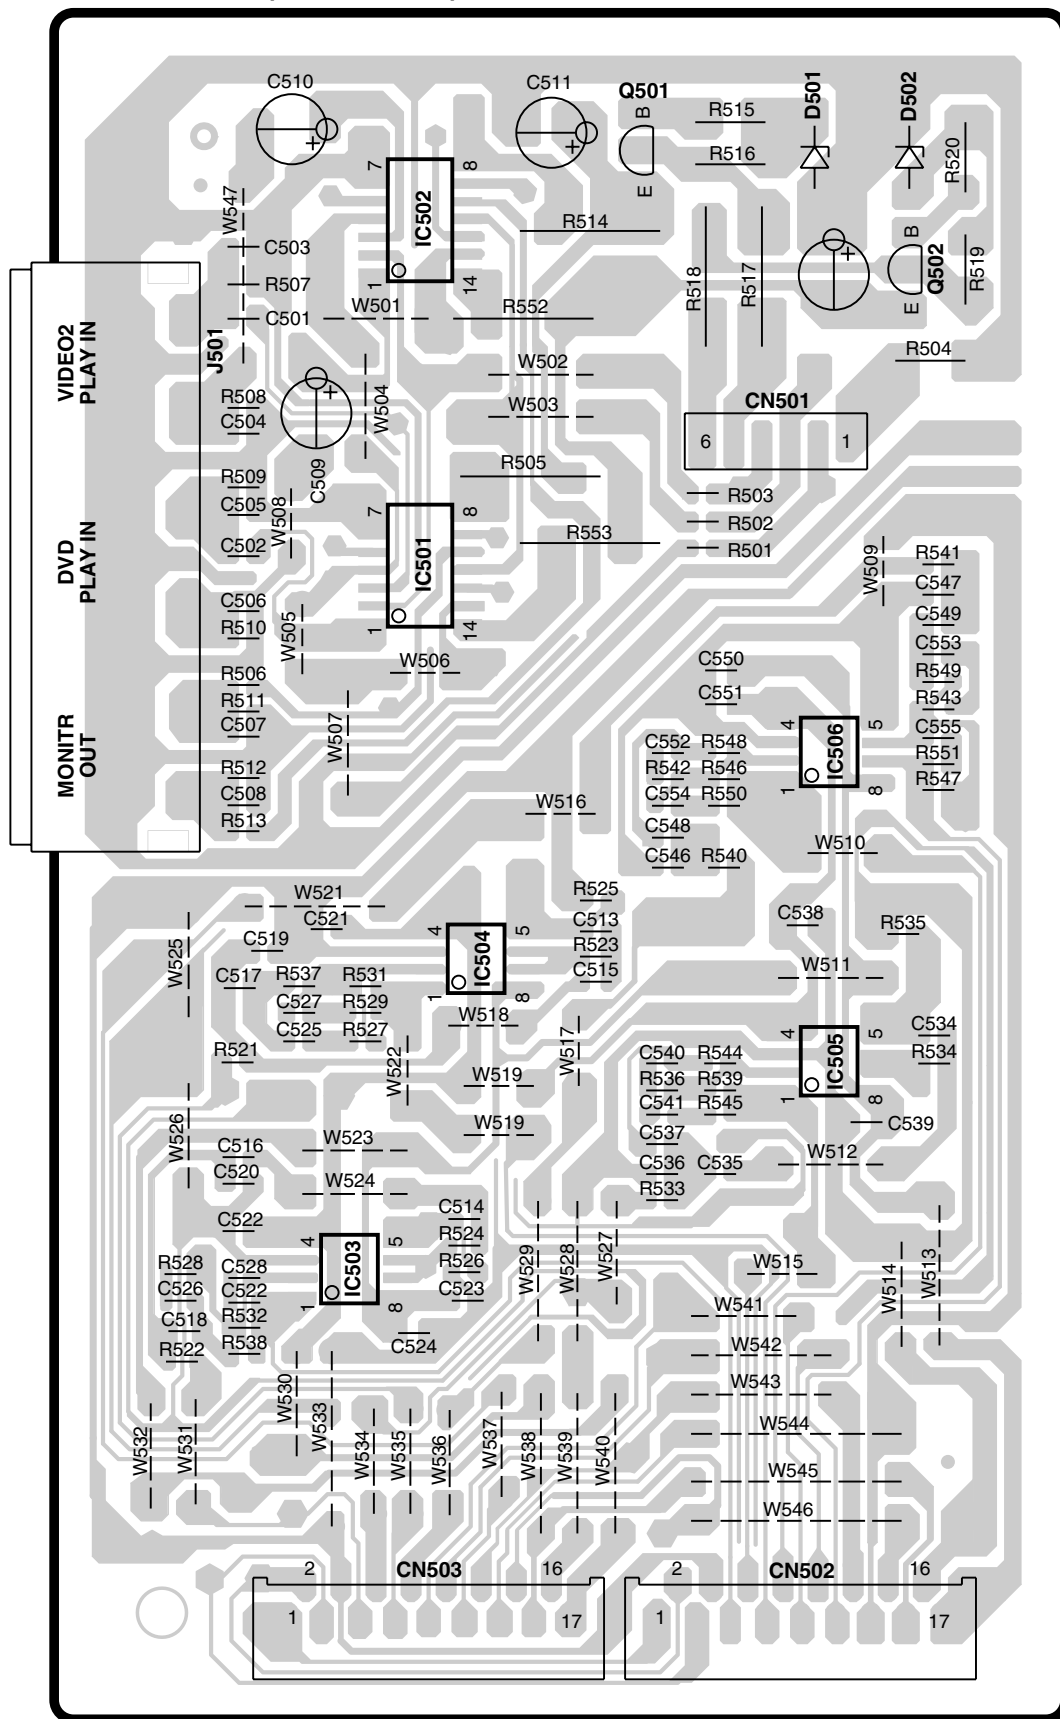 C510
C511
Q501
B
E
R515
R516
D501
D502
R520
W547
7
8
IC502
1
14
R514
C503
R507
C501
W501
R552
R518
R517
B
E
Q502
R519
R504
J501
VIDEO2
PLAY IN
W502
W503
W504
R508
C504
C509
CN501
6
1
R509
C505
W508
C502
R505
R503
R502
R501
7
8
IC501
1
14
R553
DVD
PLAY IN
W509
R541
C547
C549
C553
R549
R543
C555
R551
R547
C506
R510
W505
W506
R506
R511
C507
W507
MONITR
OUT
R512
C508
R513
C550
C551
4
5
IC506
1
8
C552
R548
R542
R546
C554
R550
C548
C546
R540
W516
W510
W521
C521
R525
C513
R523
C515
C538
R535
W525
C519
C517
R537
R531
C527
R529
C525
R527
4
5
IC504
1
8
W511
W518
R521
W522
W517
W519
C540
R544
R536
R539
C541
R545
C537
C536
C535
R533
4
5
IC505
1
8
C534
R534
C539
W526
W519
W523
W524
W512
C516
C520
C522
C514
R524
R526
C523
4
5
IC503
1
8
R528
C528
C526
C522
C518
R532
R522
R538
C524
W529
W528
W527
W515
W514
W513
W541
W542
W543
W544
W545
W546
W530
W533
W532
W531
W534
W535
W536
W537
W538
W539
W540
2
CN503
16
1
17
2
CN502
16
1
17